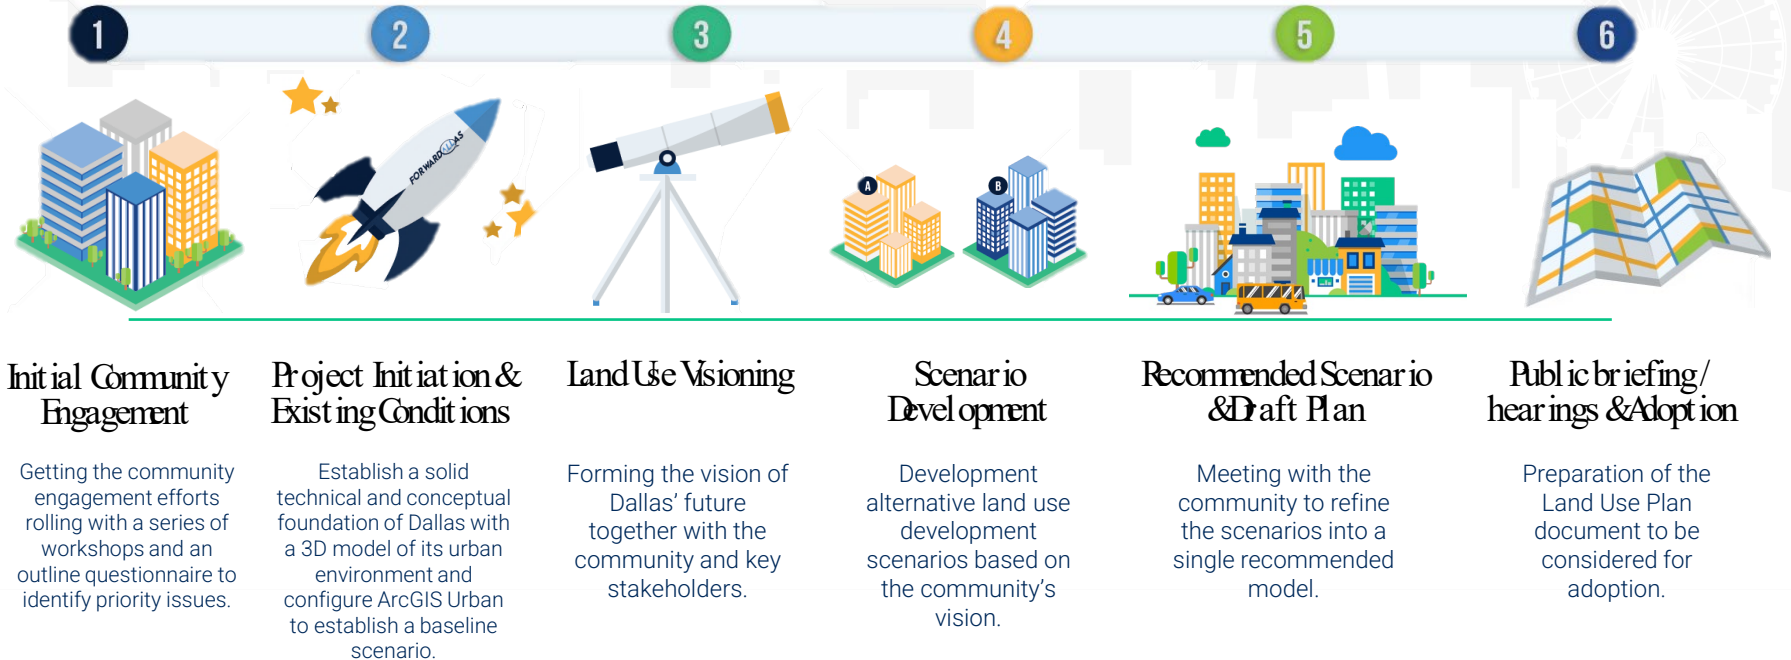 1
2
3
4
5
6
FORWARDALLAS
A
B
Initial Community
Engagement
Getting the community
engagement efforts
rolling with a series of
workshops and an
outline questionnaire to
identify priority issues.
Project Initiation &
Existing Conditions
Establish a solid
technical and conceptual
foundation of Dallas with
a 3D model of its urban
environment and
configure ArcGIS Urban
to establish a baseline
scenario.
Land Use Visioning
Forming the vision of
Dallas' future
together with the
community and key
stakeholders.
Scenario
Development
Development
alternative land use
development
scenarios based on
the community's
vision.
Recommended Scenario
& Draft Plan
Meeting with the
community to refine
the scenarios into a
single recommended
model.
Public briefing/
hearings & Adoption
Preparation of the
Land Use Plan
document to be
considered for
adoption.